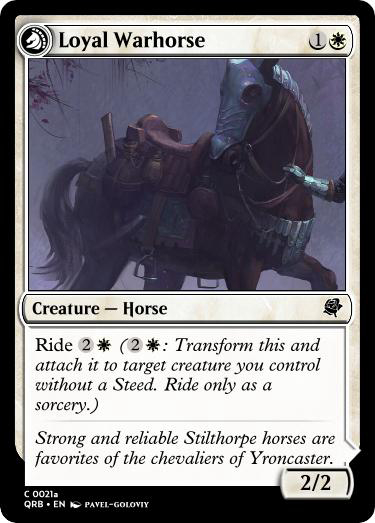 Loyal Warhorse 1
Creature — Horse
Ride 2 (2: Transform this and
attach it to target creature you control
without a Steed. Ride only as a
sorcery.)
Strong and reliable Stilthorpe horses are
favorites of the chevaliers of Yroncaster.
2/2
C 0021a
QRB • EN PAVEL-GOLOVIY